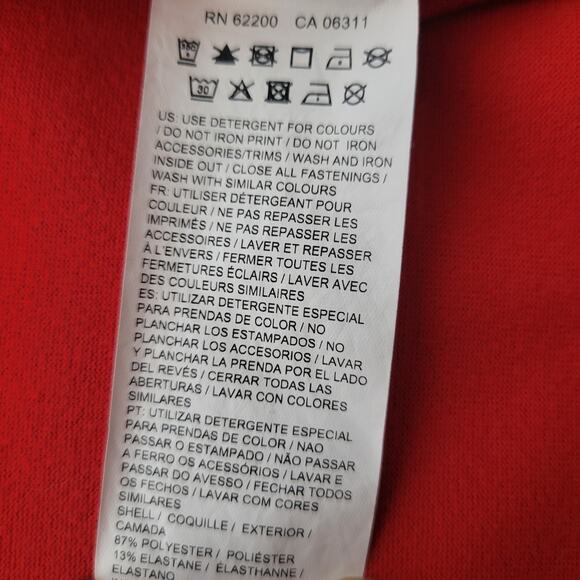 RN 62200 CA 06311
30
US: USE DETERGENT FOR COLOURS
/ DO NOT IRON PRINT / DO NOT IRON
ACCESSORIES/TRIMS / WASH AND IRON
INSIDE OUT / CLOSE ALL FASTENINGS /
WASH WITH SIMILAR COLOURS
FR: UTILISER DÉTERGEANT POUR
COULEUR / NE PAS REPASSER LES
IMPRIMÉS / NE PAS REPASSER LES
ACCESSOIRES / LAVER ET REPASSER
À L'ENVERS / FERMER TOUTES LES
FERMETURES ÉCLAIRS / LAVER AVEC
DES COULEURS SIMILAIRES
ES: UTILIZAR DETERGENTE ESPECIAL
PARA PRENDAS DE COLOR / NO
PLANCHAR LOS ESTAMPADOS / NO
PLANCHAR LOS ACCESORIOS / LAVAR
Y PLANCHAR LA PRENDA POR EL LADO
DEL REVÉS / CERRAR TODAS LAS
ABERTURAS / LAVAR CON COLORES
SIMILARES
PT: UTILIZAR DETERGENTE ESPECIAL
PARA PRENDAS DE COLOR / NAO
PASSAR O ESTAMPADO / NÃO PASSAR
A FERRO OS ACESSÓRIOS / LAVAR E
PASSAR DO AVESSO / FECHAR TODOS
OS FECHOS / LAVAR COM CORES
SIMILARES
SHELL / COQUILLE / EXTERIOR /
CAMADA
87% POLYESTER / POLIÉSTER
13% ELASTANE / ÉLASTHANNE /
ELASTANO